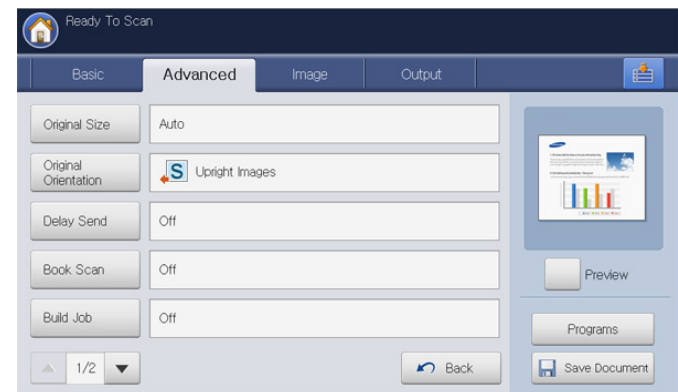 Ready To Scan
Basic
Advanced
Image
Output
Original Size
Auto
Original
Orientation
S
Upright Images
Delay Send
Off
Book Scan
Off
Build Job
Off
1/2
Back
Preview
Programs
Save Document